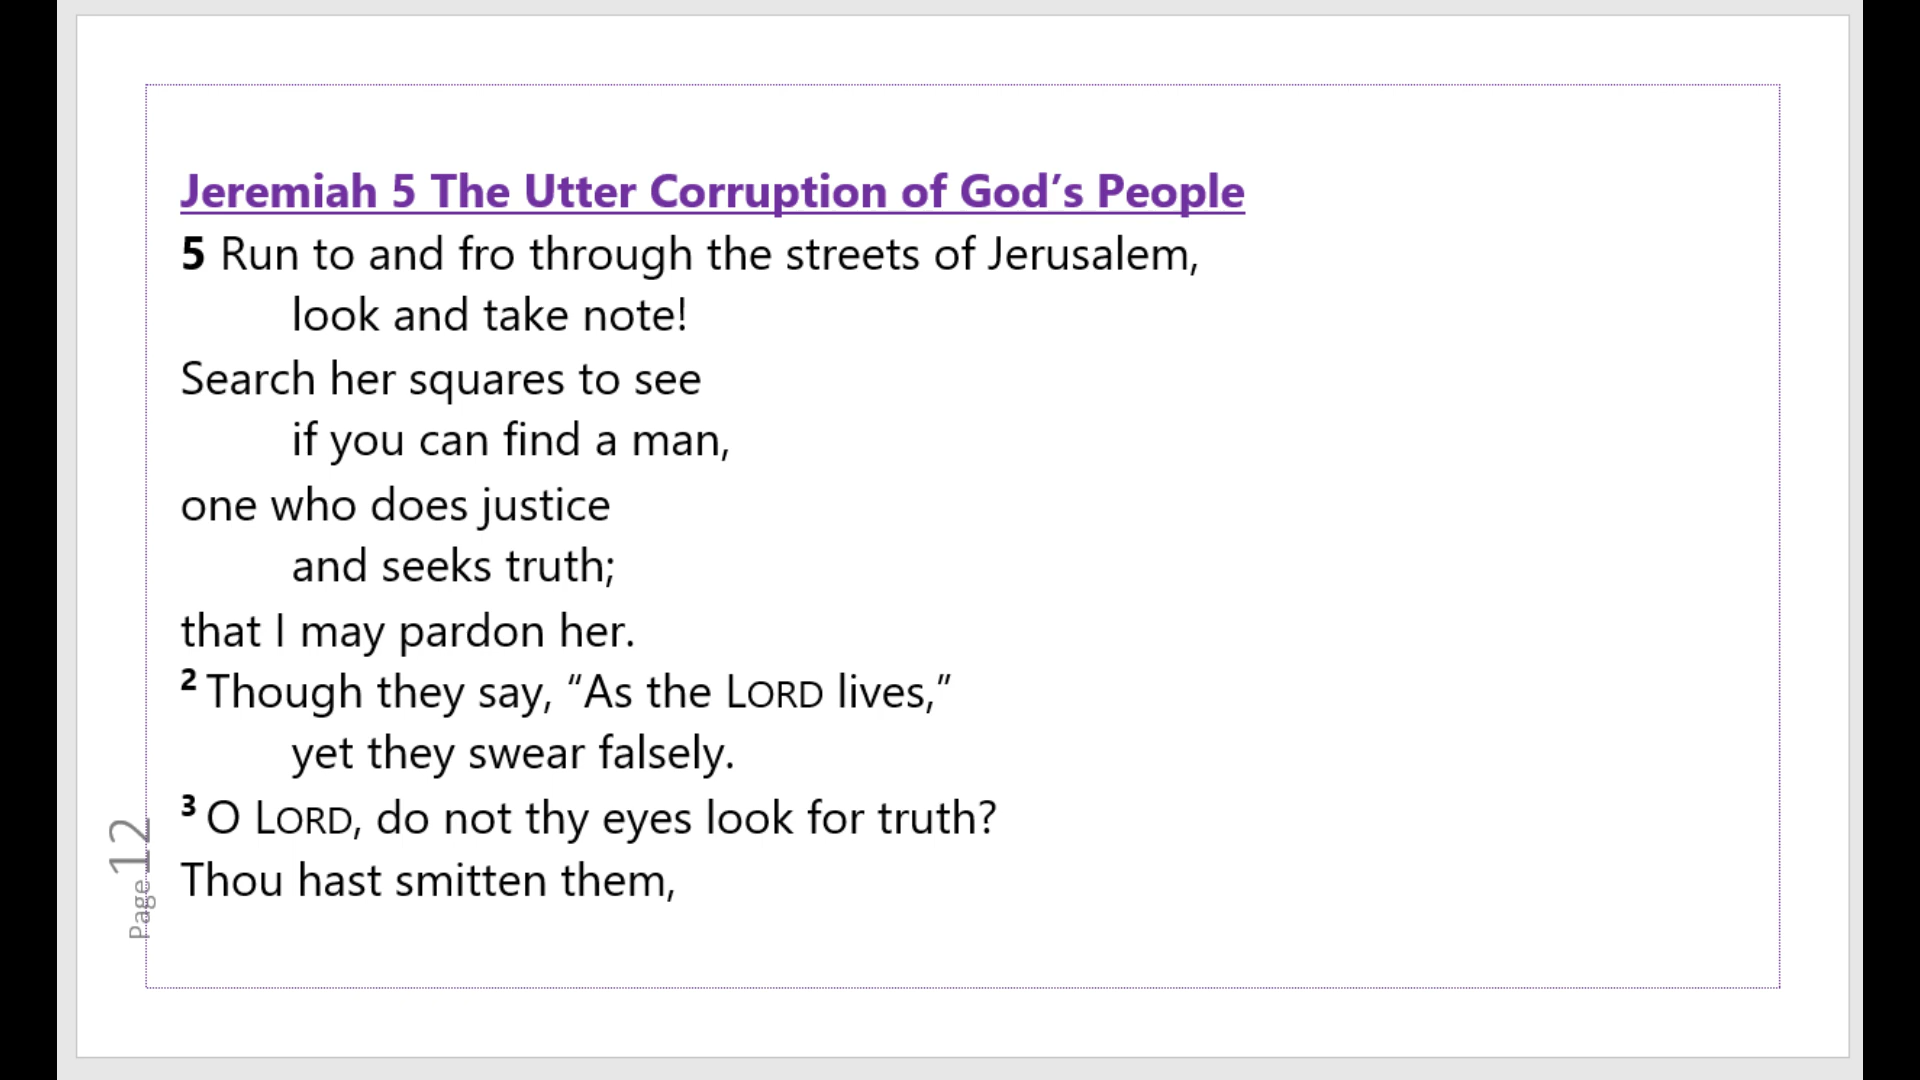 Jeremiah 5 The Utter Corruption of God’s People
5 Run to and fro through the streets of Jerusalem,
look and take note!
Search her squares to see
if you can find a man,
one who does justice
and seeks truth;
that I may pardon her.
2 Though they say, “As the LORD lives,”
yet they swear falsely.
3 O LORD, do not thy eyes look for truth?
Thou hast smitten them,
Page 12